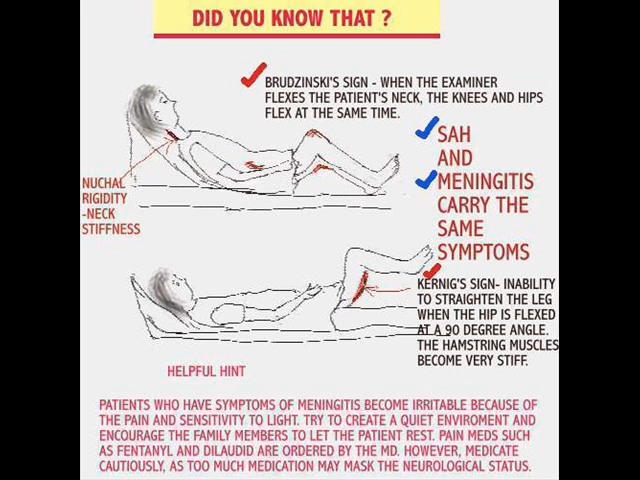 DID YOU KNOW THAT ?
BRUDZINSKI'S SIGN - WHEN THE EXAMINER
FLEXES THE PATIENT'S NECK, THE KNEES AND HIPS
FLEX AT THE SAME TIME.
SAH
AND
MENINGITIS
CARRY THE
SAME
SYMPTOMS
NUCHAL
RIGIDITY
-NECK
STIFFNESS
KERNIG'S SIGN- INABILITY
TO STRAIGHTEN THE LEG
WHEN THE HIP IS FLEXED
AT A 90 DEGREE ANGLE.
THE HAMSTRING MUSCLES
BECOME VERY STIFF.
HELPFUL HINT
PATIENTS WHO HAVE SYMPTOMS OF MENINGITIS BECOME IRRITABLE BECAUSE OF
THE PAIN AND SENSITIVITY TO LIGHT. TRY TO CREATE A QUIET ENVIROMENT AND
ENCOURAGE THE FAMILY MEMBERS TO LET THE PATIENT REST. PAIN MEDS SUCH
AS FENTANYL AND DILAUDID ARE ORDERED BY THE MD. HOWEVER, MEDICATE
CAUTIOUSLY, AS TOO MUCH MEDICATION MAY MASK THE NEUROLOGICAL STATUS.